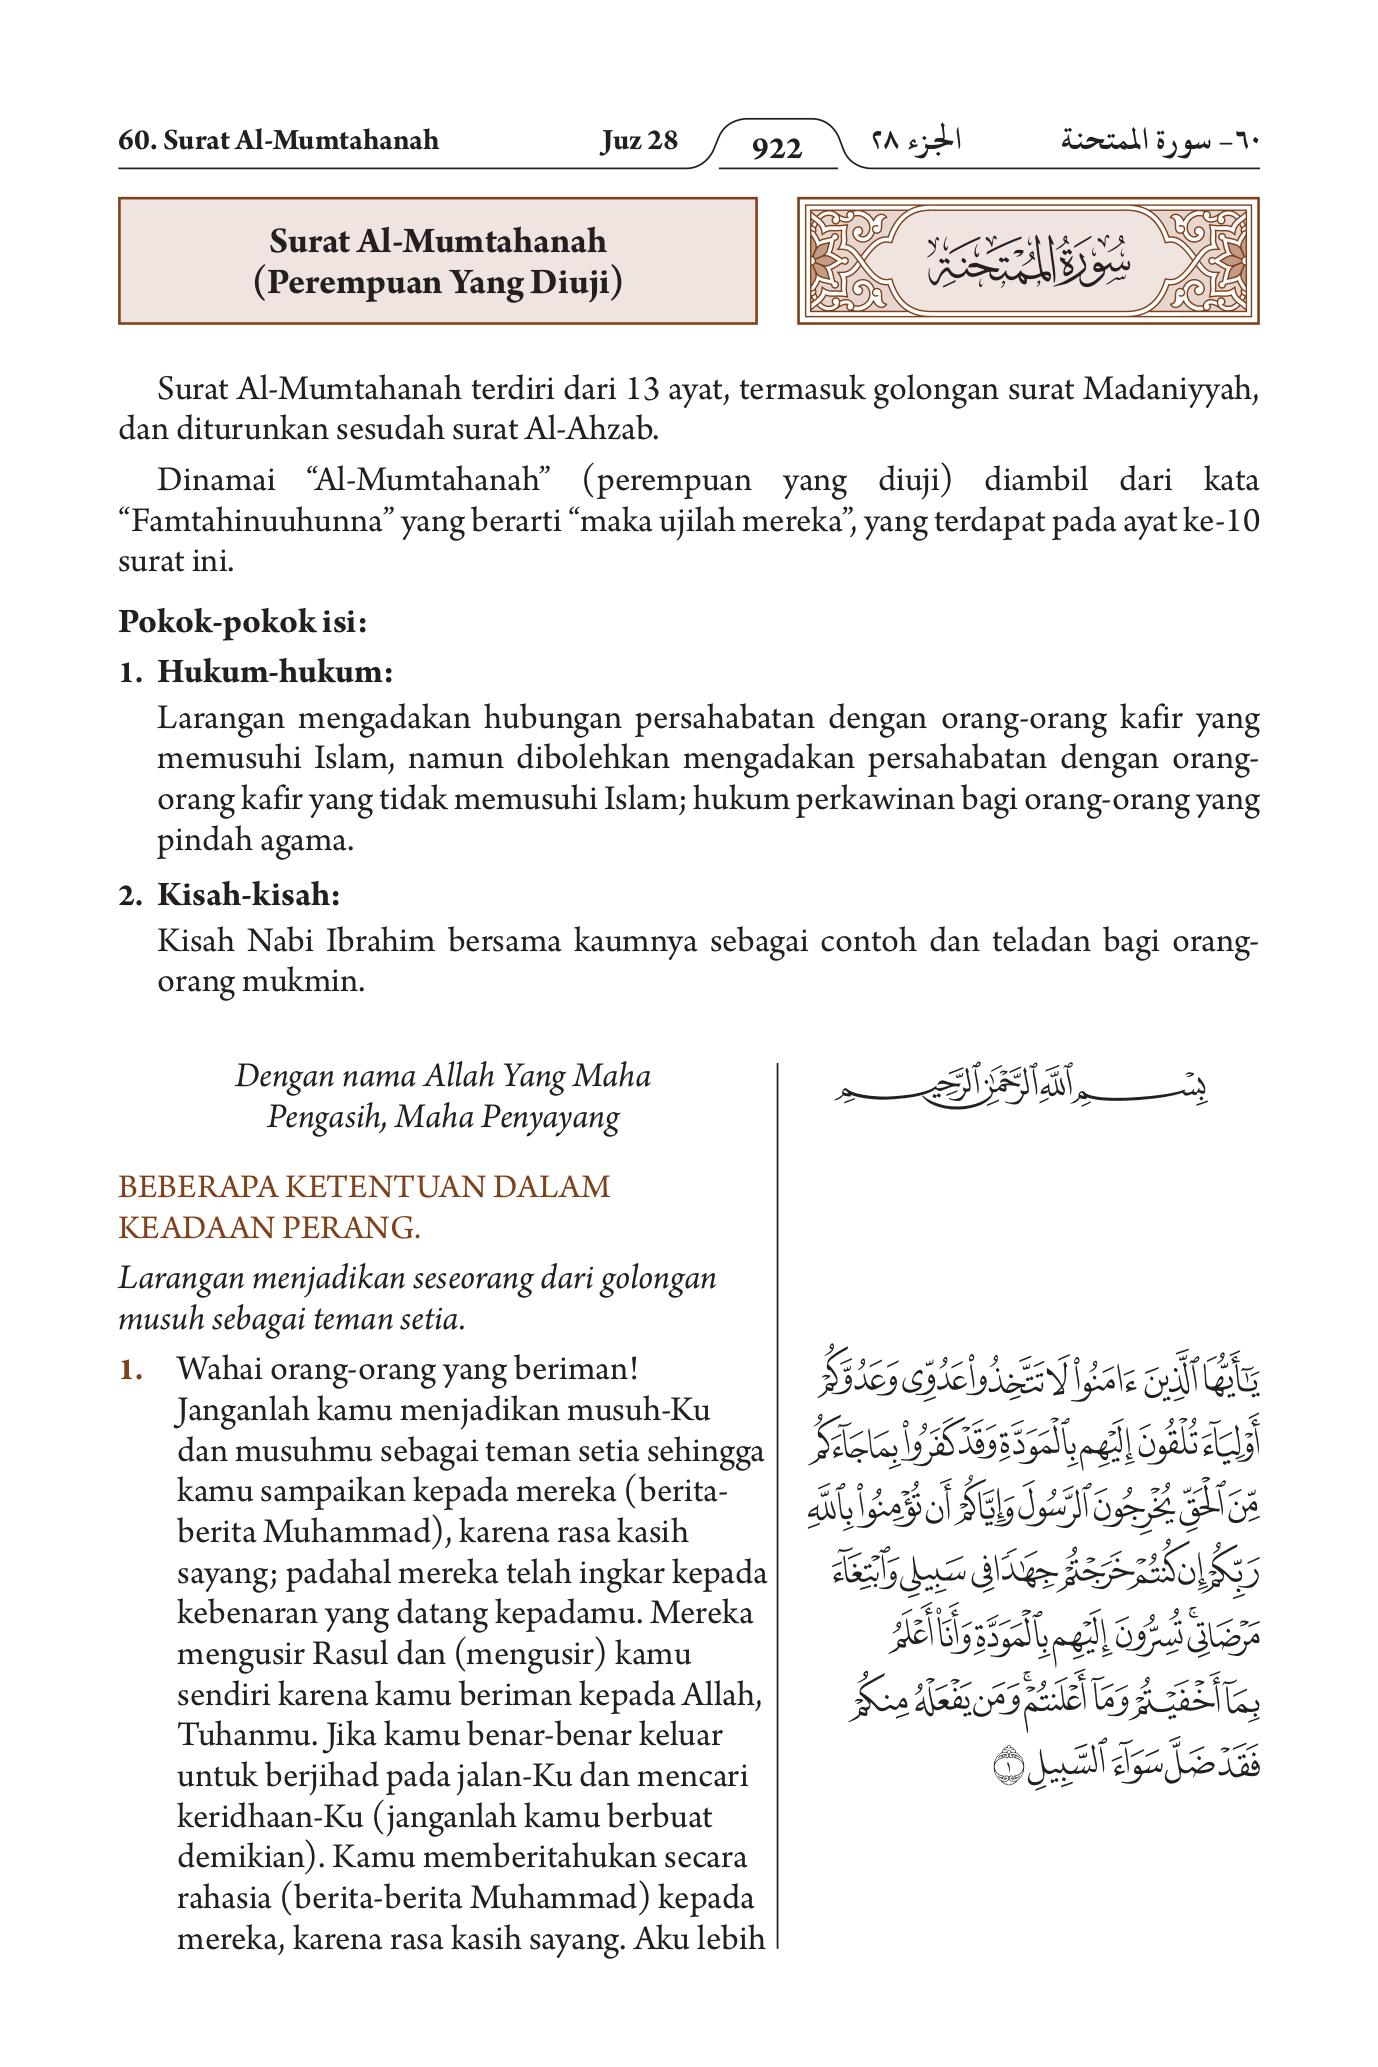 60. Surat Al-Mumtahanah Juz 28 922 الجزء ٢٨ ٦٠- سورة الممتحنة
Surat Al-Mumtahanah
(Perempuan Yang Diuji)
سُورَةُ المُمْتَحَنَةِ
Surat Al-Mumtahanah terdiri dari 13 ayat, termasuk golongan surat Madaniyyah,
dan diturunkan sesudah surat Al-Ahzab.
Dinamai “Al-Mumtahanah” (perempuan yang diuji) diambil dari kata
“Famtahinuuhunna” yang berarti “maka ujilah mereka”, yang terdapat pada ayat ke-10
surat ini.
Pokok-pokok isi:
1. Hukum-hukum:
Larangan mengadakan hubungan persahabatan dengan orang-orang kafir yang
memusuhi Islam, namun dibolehkan mengadakan persahabatan dengan orang-
orang kafir yang tidak memusuhi Islam; hukum perkawinan bagi orang-orang yang
pindah agama.
2. Kisah-kisah:
Kisah Nabi Ibrahim bersama kaumnya sebagai contoh dan teladan bagi orang-
orang mukmin.
Dengan nama Allah Yang Maha
Pengasih, Maha Penyayang
BEBERAPA KETENTUAN DALAM
KEADAAN PERANG.
Larangan menjadikan seseorang dari golongan
musuh sebagai teman setia.
1. Wahai orang-orang yang beriman!
Janganlah kamu menjadikan musuh-Ku
dan musuhmu sebagai teman setia sehingga
kamu sampaikan kepada mereka (berita-
berita Muhammad), karena rasa kasih
sayang; padahal mereka telah ingkar kepada
kebenaran yang datang kepadamu. Mereka
mengusir Rasul dan (mengusir) kamu
sendiri karena kamu beriman kepada Allah,
Tuhanmu. Jika kamu benar-benar keluar
untuk berjihad pada jalan-Ku dan mencari
keridhaan-Ku (janganlah kamu berbuat
demikian). Kamu memberitahukan secara
rahasia (berita-berita Muhammad) kepada
mereka, karena rasa kasih sayang. Aku lebih
بِسْمِ ٱللَّهِ ٱلرَّحْمَٰنِ ٱلرَّحِيمِ
يَٰٓأَيُّهَا ٱلَّذِينَ ءَامَنُوا۟ لَا تَتَّخِذُوا۟ عَدُوِّى وَعَدُوَّكُمْ
أَوْلِيَآءَ تُلْقُونَ إِلَيْهِم بِٱلْمَوَدَّةِ وَقَدْ كَفَرُوا۟ بِمَا جَآءَكُم
مِّنَ ٱلْحَقِّ يُخْرِجُونَ ٱلرَّسُولَ وَإِيَّاكُمْ أَن تُؤْمِنُوا۟ بِٱللَّهِ
رَبِّكُمْ إِن كُنتُمْ خَرَجْتُمْ جِهَٰدًا فِى سَبِيلِى وَٱبْتِغَآءَ
مَرْضَاتِى ۚ تُسِرُّونَ إِلَيْهِم بِٱلْمَوَدَّةِ وَأَنَا۠ أَعْلَمُ
بِمَآ أَخْفَيْتُمْ وَمَآ أَعْلَنتُمْ ۚ وَمَن يَفْعَلْهُ مِنكُمْ
فَقَدْ ضَلَّ سَوَآءَ ٱلسَّبِيلِ ١